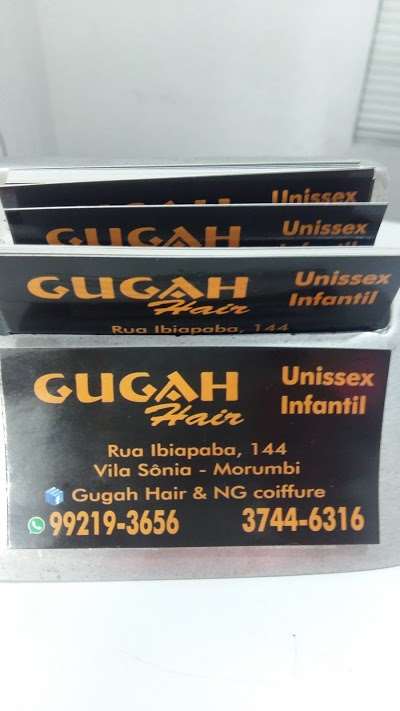 Unissex
GUGAH
Unissex
Infantil
GUGAH
Hair
Unissex
Infantil
Rua Ibiapaba, 144
GUGAH
Hair
Unissex
Infantil
Rua Ibiapaba, 144
Vila Sônia - Morumbi
Gugah Hair & NG coiffure
99219-3656
3744-6316